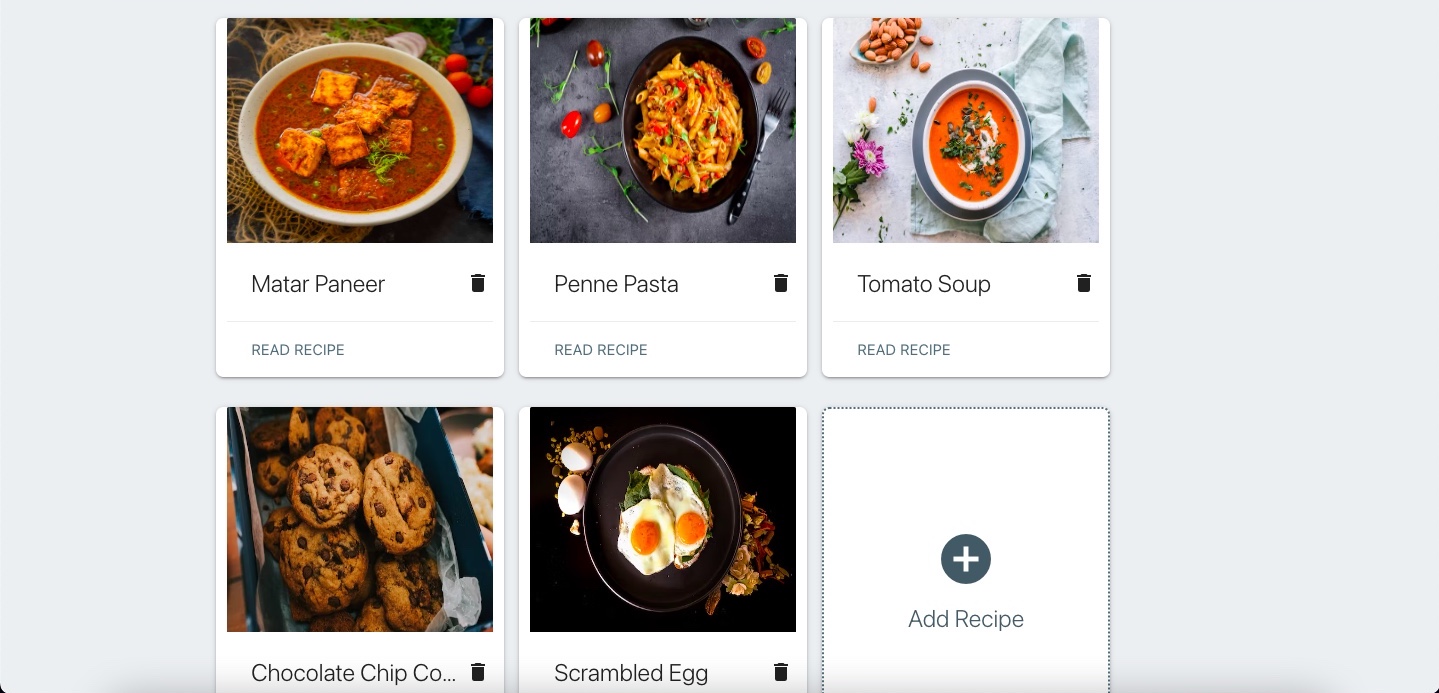 Matar Paneer
Penne Pasta
Tomato Soup
READ RECIPE
READ RECIPE
READ RECIPE
Chocolate Chip Co...
Scrambled Egg
Add Recipe